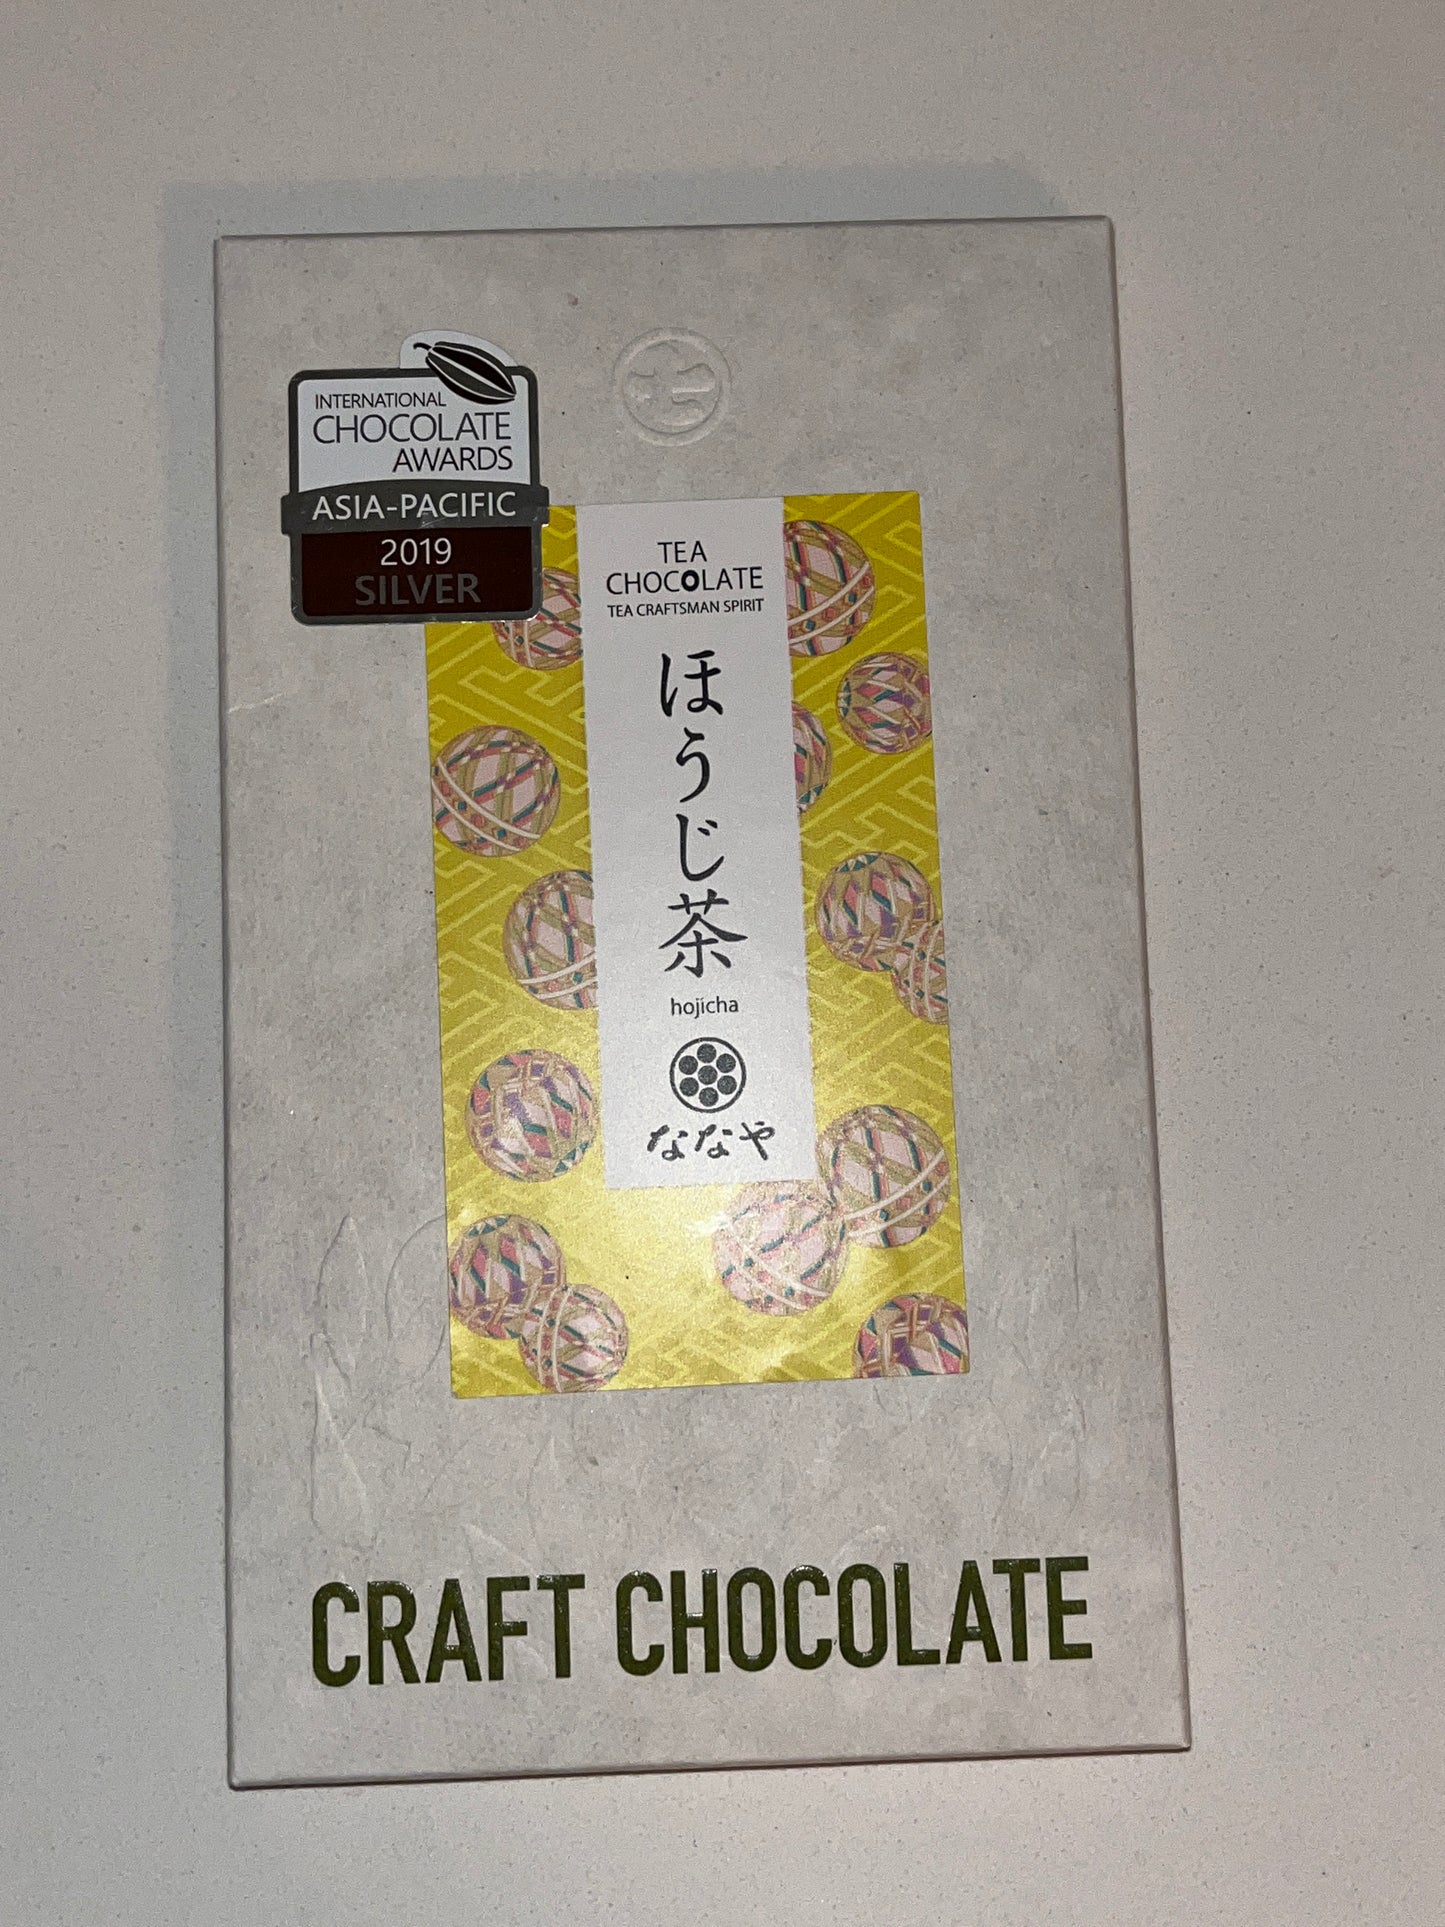 INTERNATIONAL
CHOCOLATE
AWARDS
ASIA-PACIFIC
2019
SILVER
TEA
CHOCOLATE
TEA CRAFTSMAN SPIRIT
ほうじ茶
hojicha
ななや
CRAFT CHOCOLATE